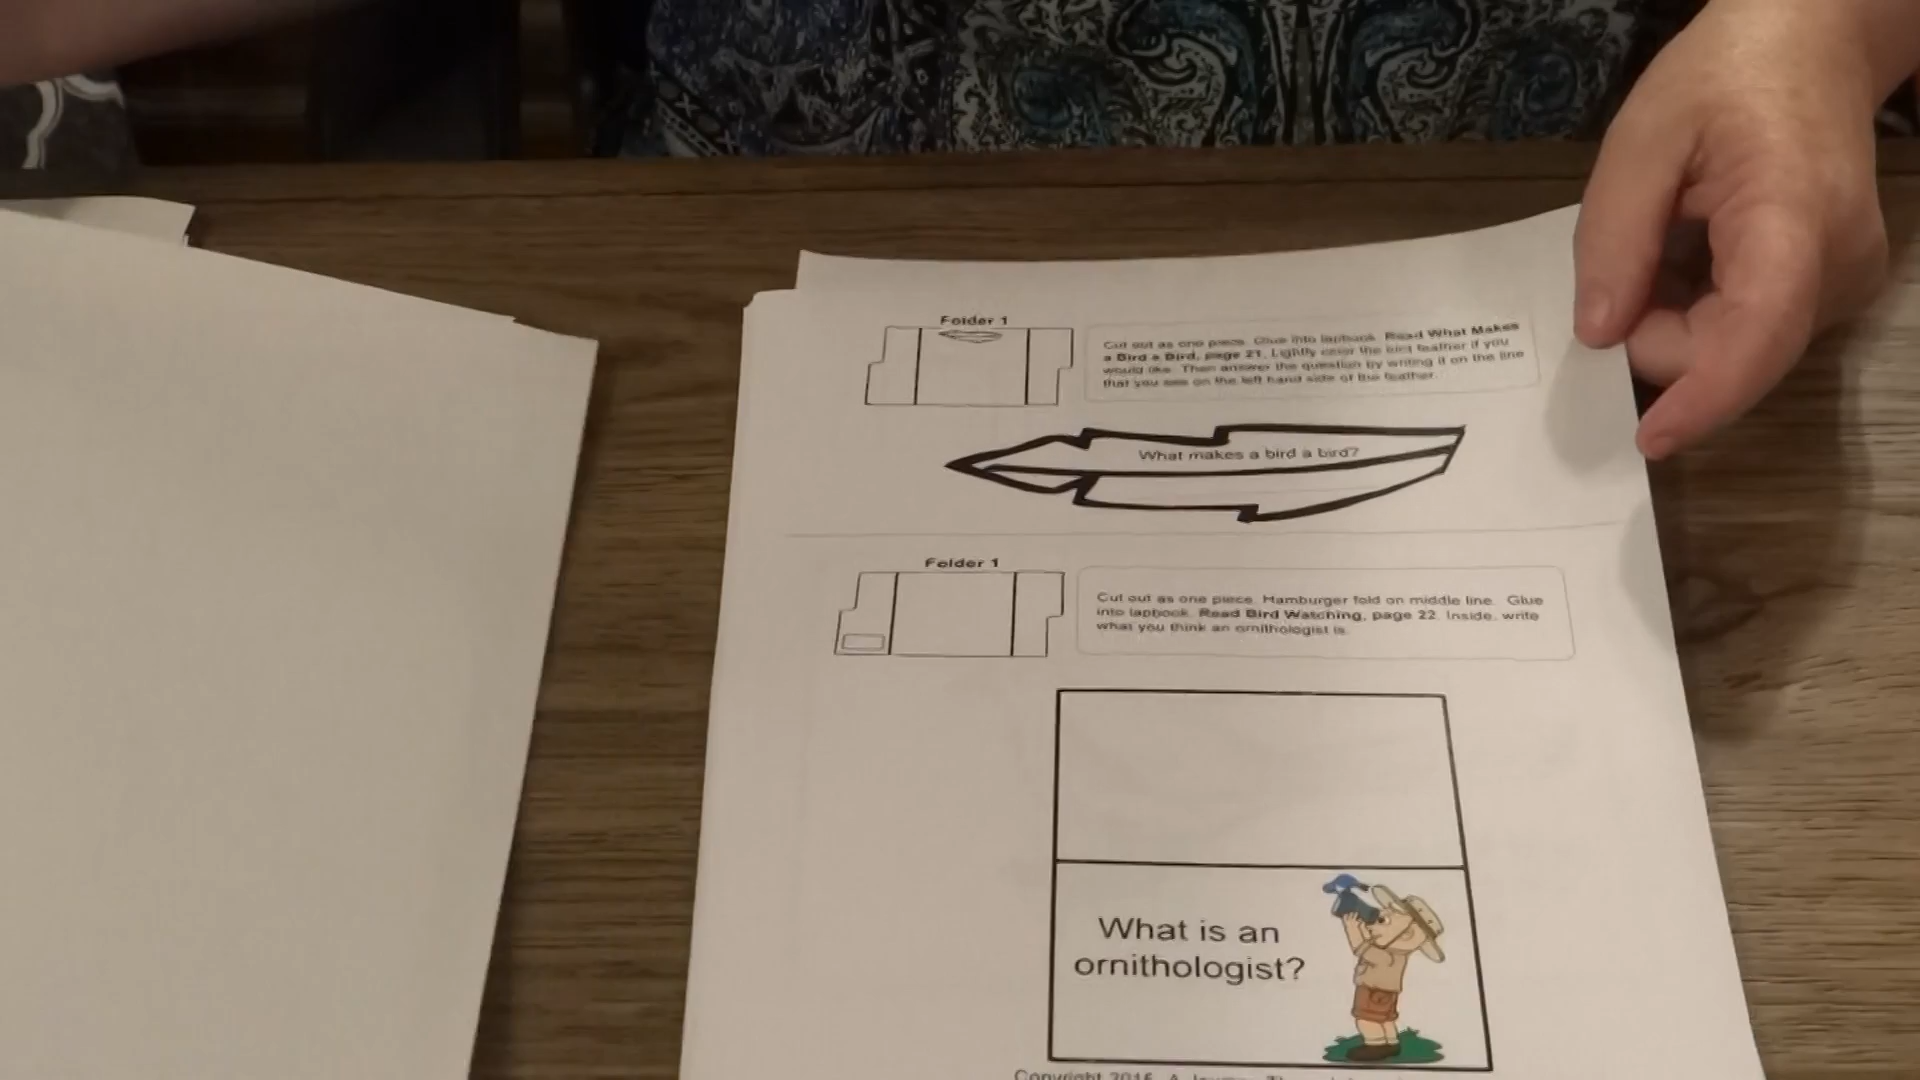 Folder 1
Cut out as one piece. Glue into lapbook. Read What Makes
a Bird a Bird, page 21. Lightly color the bird feather if you
would like. Then answer the question by writing it on the line
that you see on the left hand side of the feather.
What makes a bird a bird?
Folder 1
Cut out as one piece. Hamburger fold on middle line. Glue
into lapbook. Read Bird Watching, page 22. Inside, write
what you think an ornithologist is.
What is an
ornithologist?
Copyright 2016, A